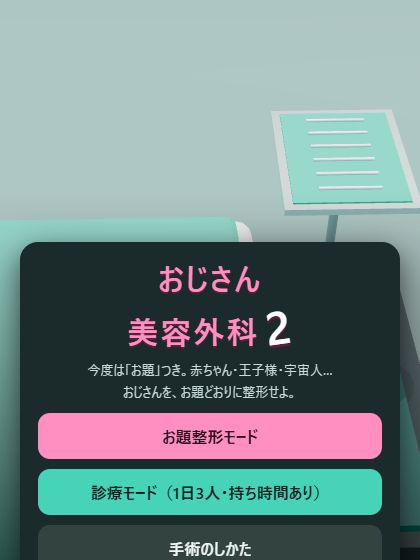 おじさん
美容外科 2
今度は「お題」つき。赤ちゃん・王子様・宇宙人…
おじさんを、お題どおりに整形せよ。
お題整形モード
診療モード（1日3人・持ち時間あり）
手術のしかた